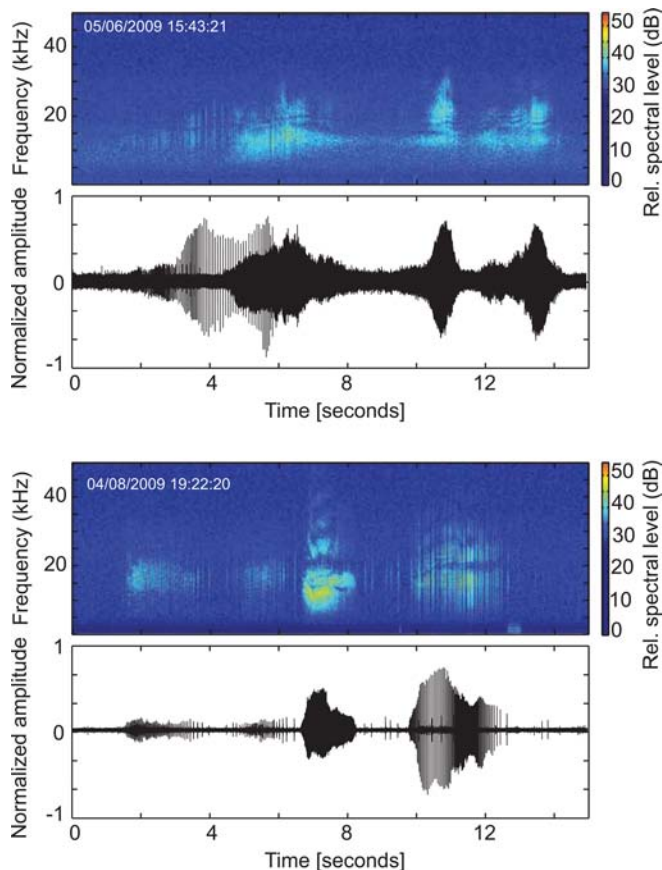 05/06/2009 15:43:21
Frequency (kHz)
40
20
50
40
30
20
10
0
Rel. spectral level (dB)
Normalized amplitude
1
0
-1
0 4 8 12
Time [seconds]
04/08/2009 19:22:20
Frequency (kHz)
40
20
50
40
30
20
10
0
Rel. spectral level (dB)
Normalized amplitude
1
0
-1
0 4 8 12
Time [seconds]